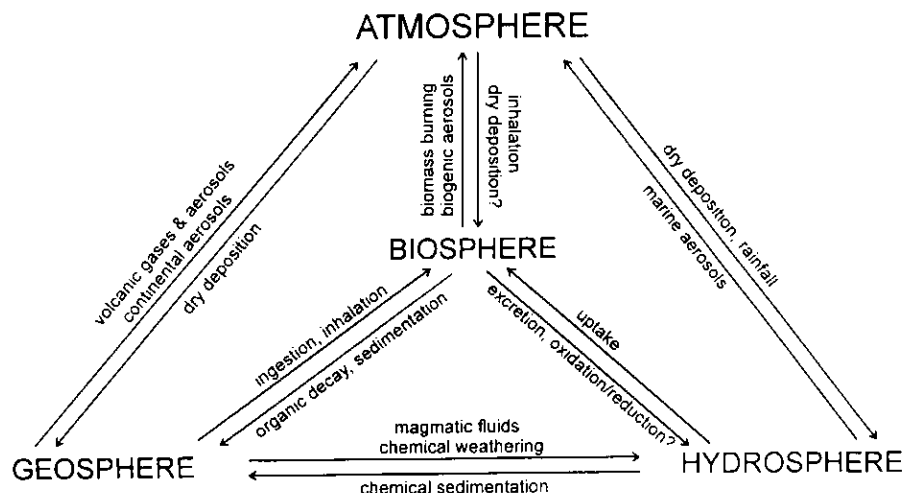 ATMOSPHERE
biomass burning
biogenic aerosols
inhalation
dry deposition?
volcanic gases & aerosols
continental aerosols
dry deposition
dry deposition, rainfall
marine aerosols
BIOSPHERE
ingestion, inhalation
organic decay, sedimentation
uptake
excretion, oxidation/reduction?
magmatic fluids
chemical weathering
GEOSPHERE
HYDROSPHERE
chemical sedimentation